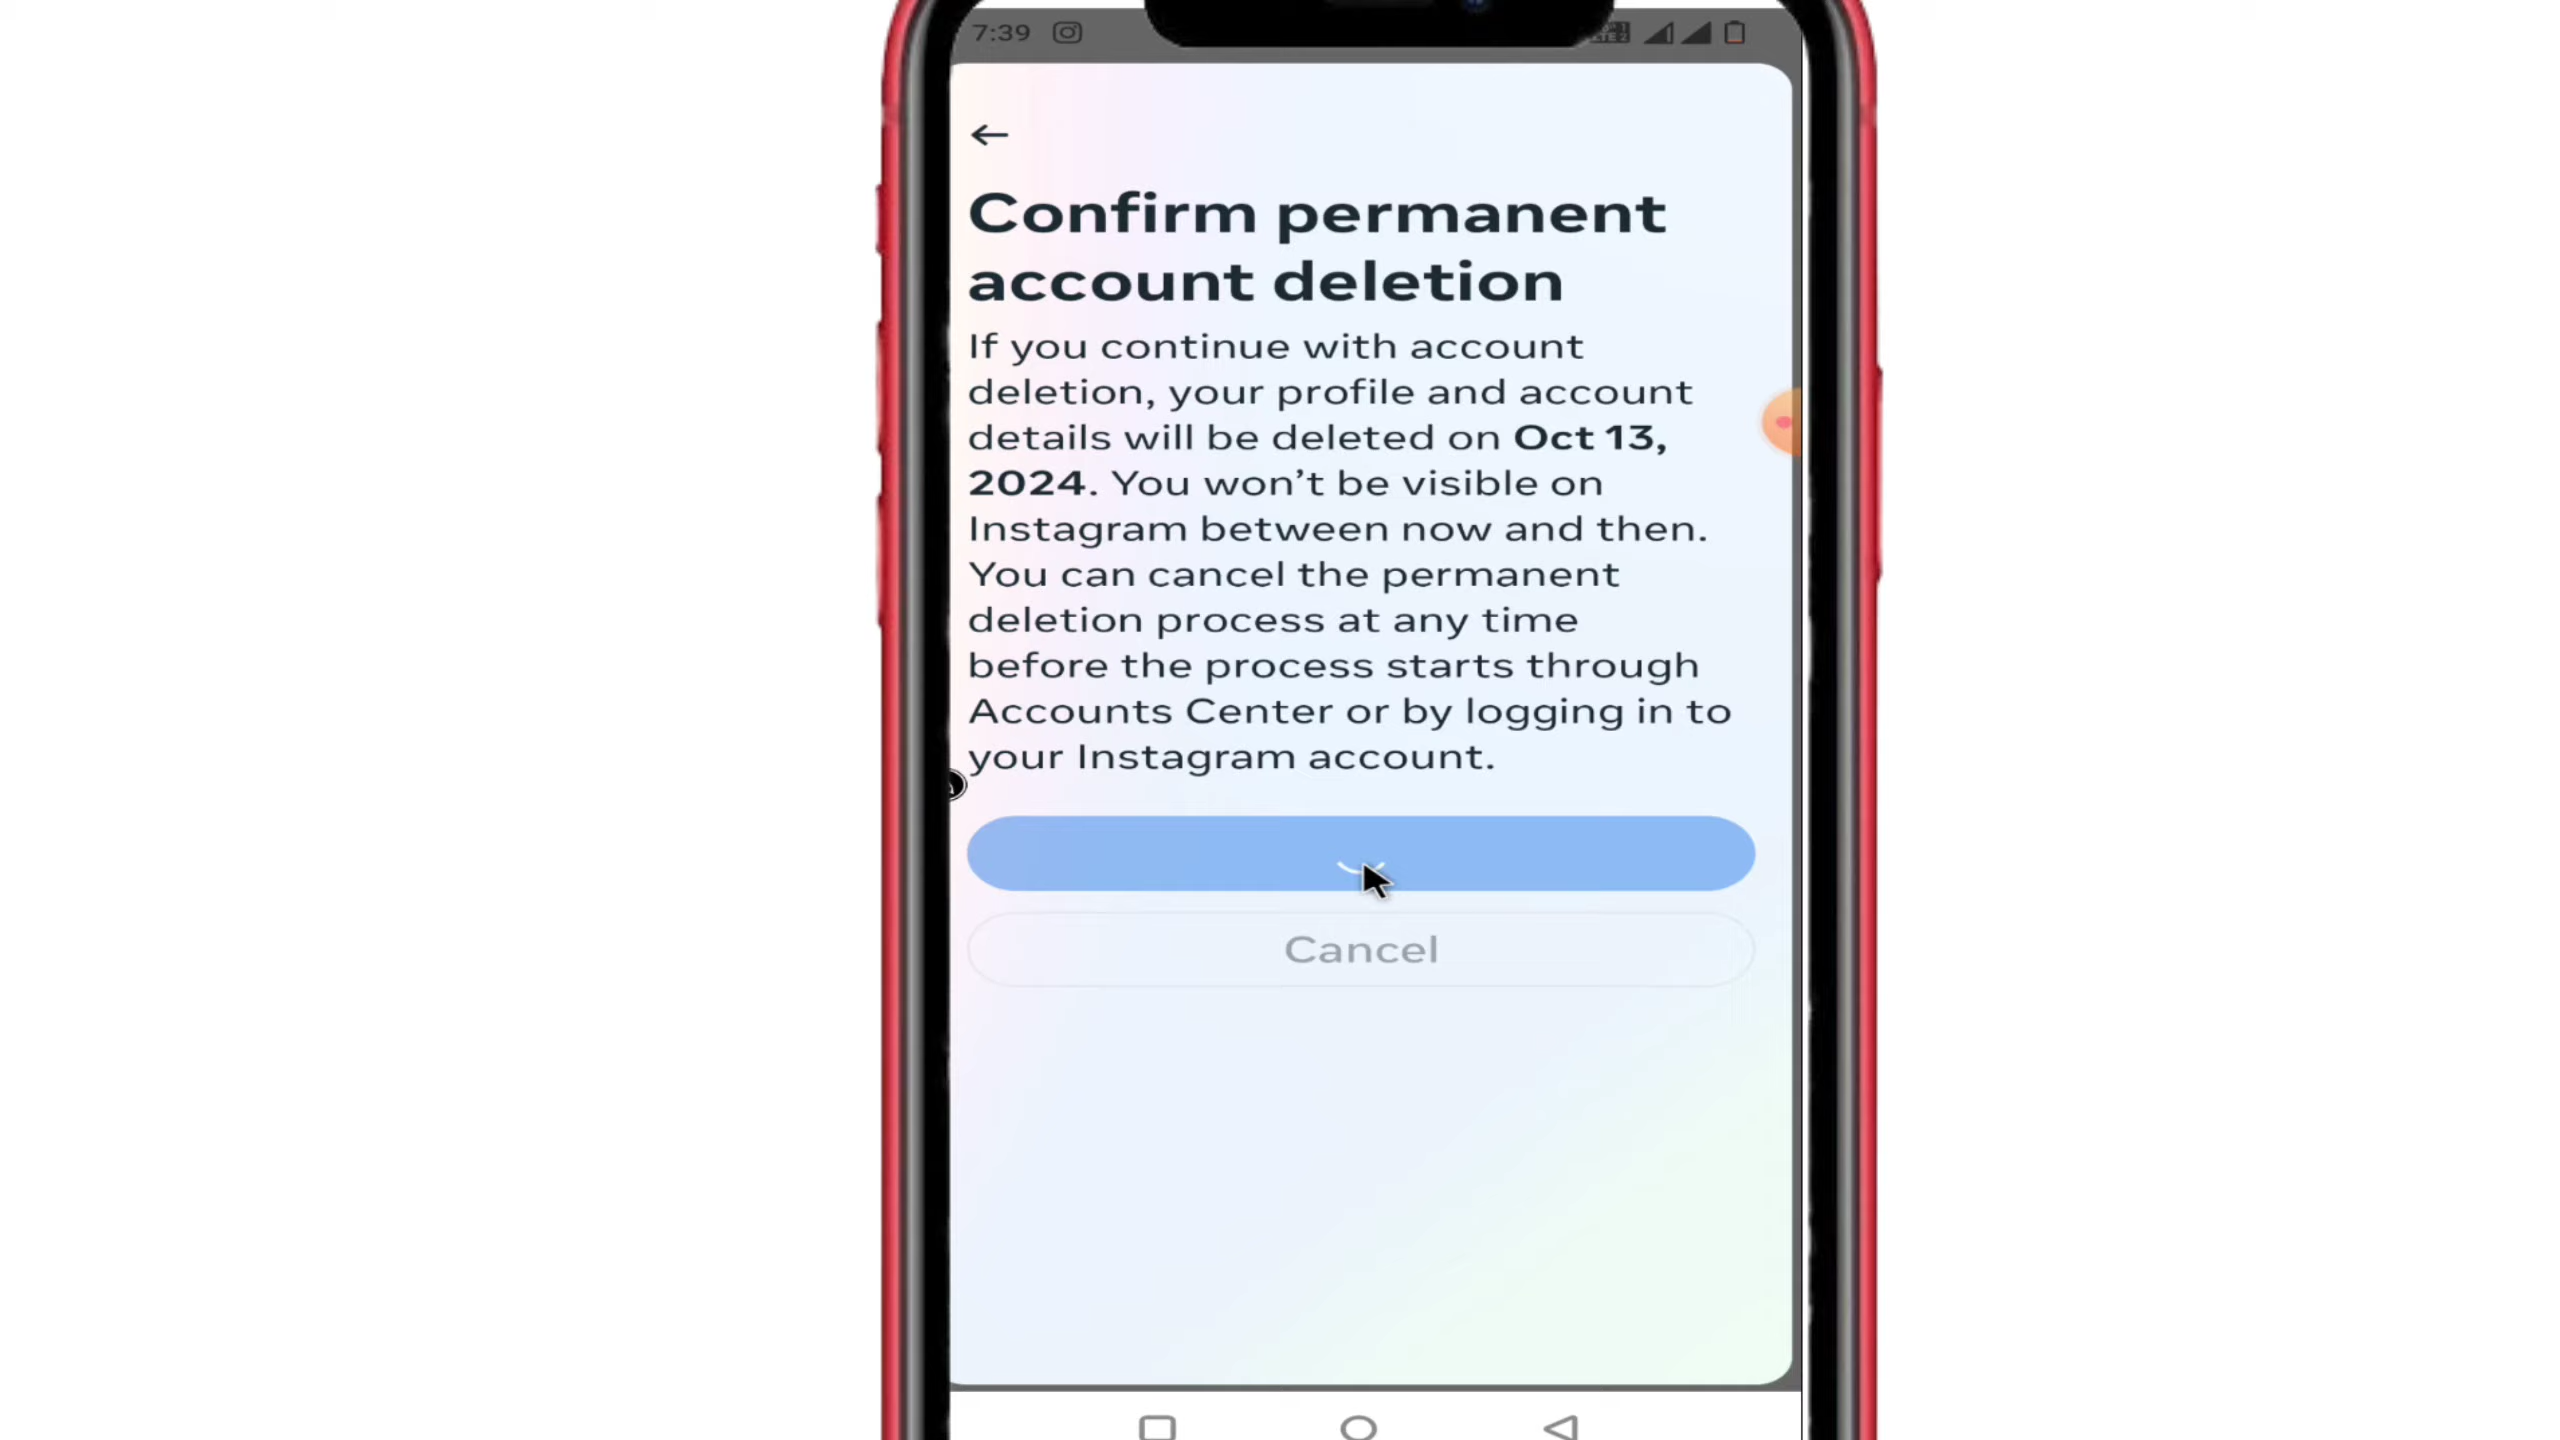 7:39
Confirm permanent
account deletion
If you continue with account
deletion, your profile and account
details will be deleted on Oct 13,
2024. You won’t be visible on
Instagram between now and then.
You can cancel the permanent
deletion process at any time
before the process starts through
Accounts Center or by logging in to
your Instagram account.
Cancel